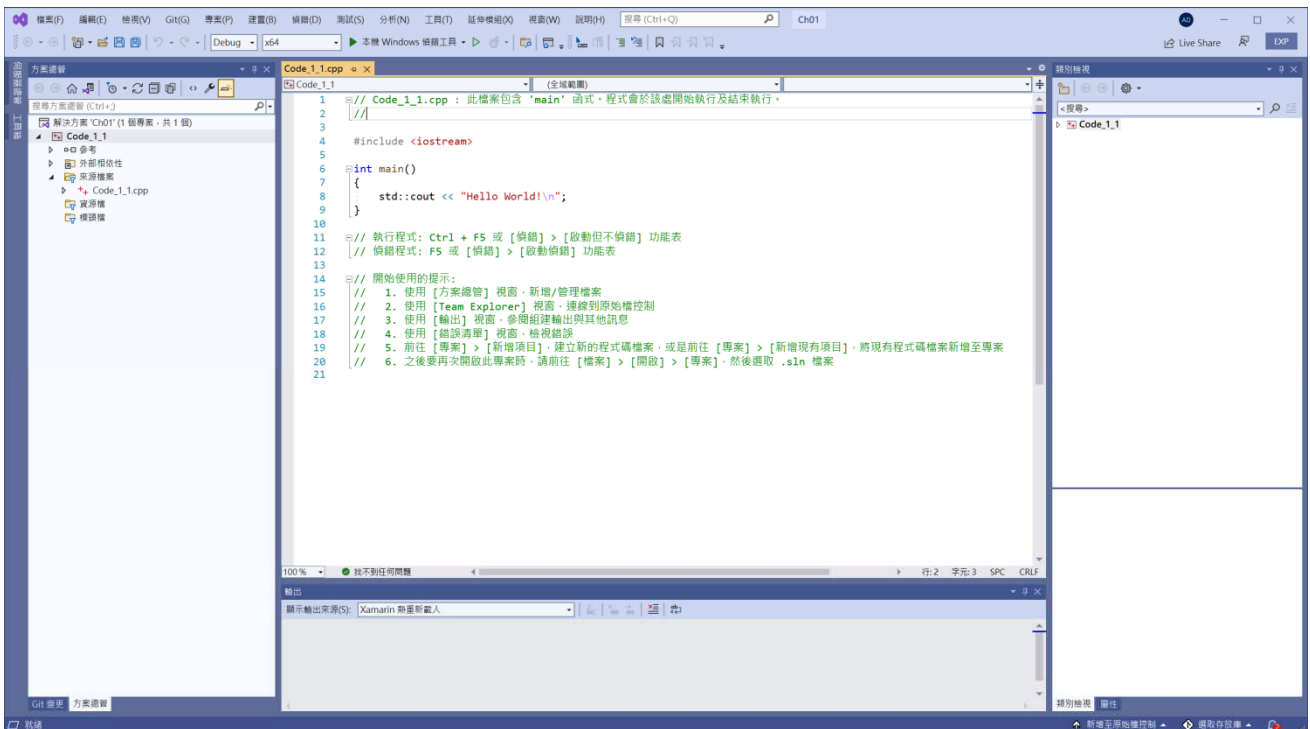 檔案(F) 編輯(E) 檢視(V) Git(G) 專案(P) 建置(B) 偵錯(D) 測試(S) 分析(N) 工具(T) 延伸模組(X) 視窗(W) 說明(H) 搜尋 (Ctrl+Q) Ch01 AD
Debug x64 本機 Windows 偵錯工具 Live Share EXP
伺服器總管
工具箱
方案總管
搜尋方案總管 (Ctrl+;)
解決方案 'Ch01' (1 個專案，共 1 個)
Code_1_1
參考
外部相依性
來源檔案
Code_1_1.cpp
資源檔
標頭檔
Git 變更 方案總管
Code_1_1.cpp
Code_1_1 (全域範圍)
1 // Code_1_1.cpp : 此檔案包含 'main' 函式。程式會於該處開始執行及結束執行。
2 //
3
4 #include <iostream>
5
6 int main()
7 {
8 std::cout << "Hello World!\n";
9 }
10
11 // 執行程式: Ctrl + F5 或 [偵錯] > [啟動但不偵錯] 功能表
12 // 偵錯程式: F5 或 [偵錯] > [啟動偵錯] 功能表
13
14 // 開始使用的提示:
15 // 1. 使用 [方案總管] 視窗，新增/管理檔案
16 // 2. 使用 [Team Explorer] 視窗，連線到原始檔控制
17 // 3. 使用 [輸出] 視窗，參閱組建輸出與其他訊息
18 // 4. 使用 [錯誤清單] 視窗，檢視錯誤
19 // 5. 前往 [專案] > [新增項目]，建立新的程式碼檔案，或是前往 [專案] > [新增現有項目]，將現有程式碼檔案新增至專案
20 // 6. 之後要再次開啟此專案時，請前往 [檔案] > [開啟] > [專案]，然後選取 .sln 檔案
21
100 % 找不到任何問題 行: 2 字元: 3 SPC CRLF
輸出
顯示輸出來源(S): Xamarin 熱重新載入
類別檢視
<搜尋>
Code_1_1
類別檢視 屬性
就緒 新增至原始檔控制 選取存放庫 2